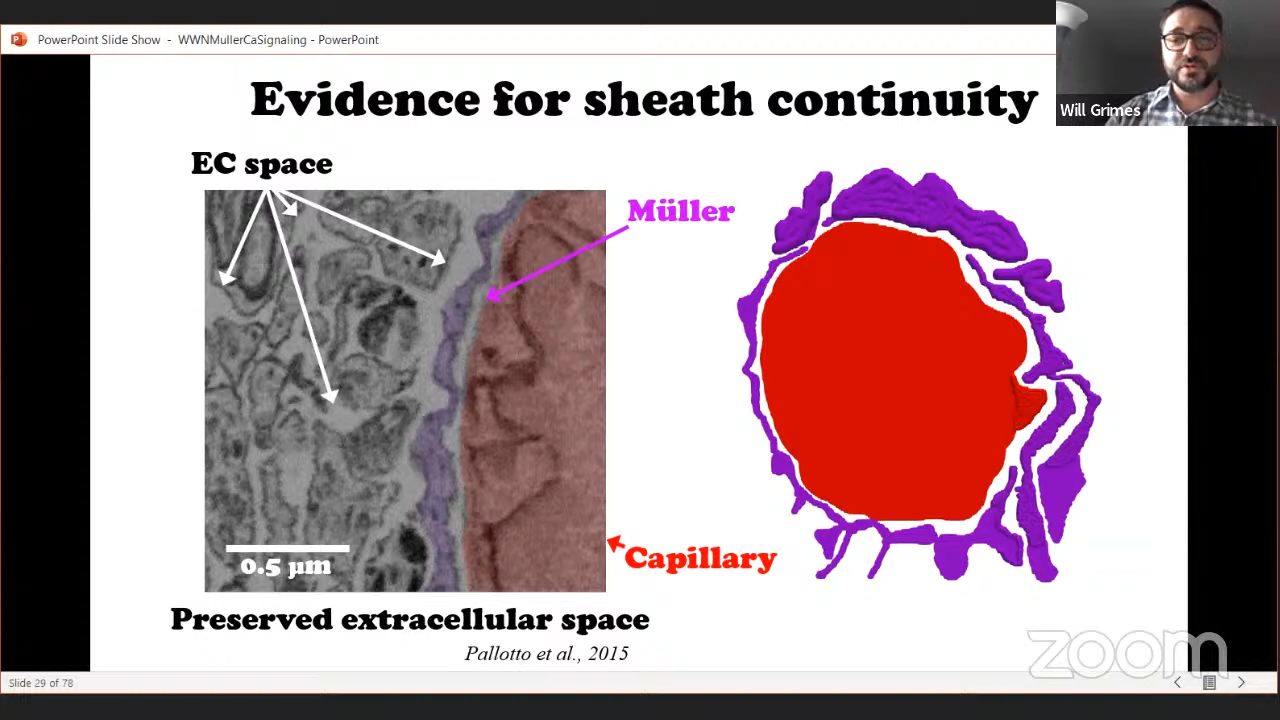 PowerPoint Slide Show - WWNMullerCaSignaling - PowerPoint
Evidence for sheath continuity
Will Grimes
EC space
Müller
0.5 µm
Capillary
Preserved extracellular space
Pallotto et al., 2015
zoom
Slide 29 of 78